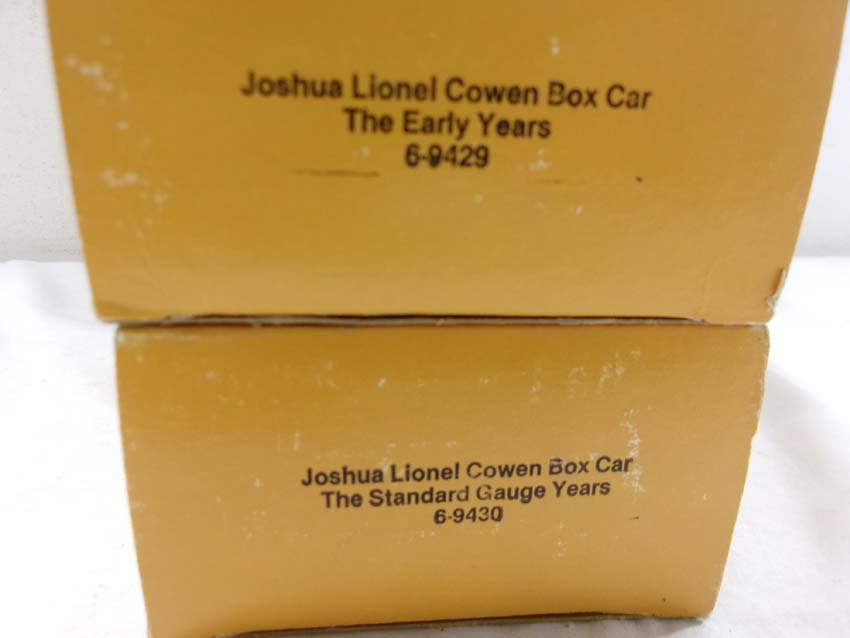 Joshua Lionel Cowen Box Car
The Early Years
6-9429
Joshua Lionel Cowen Box Car
The Standard Gauge Years
6-9430